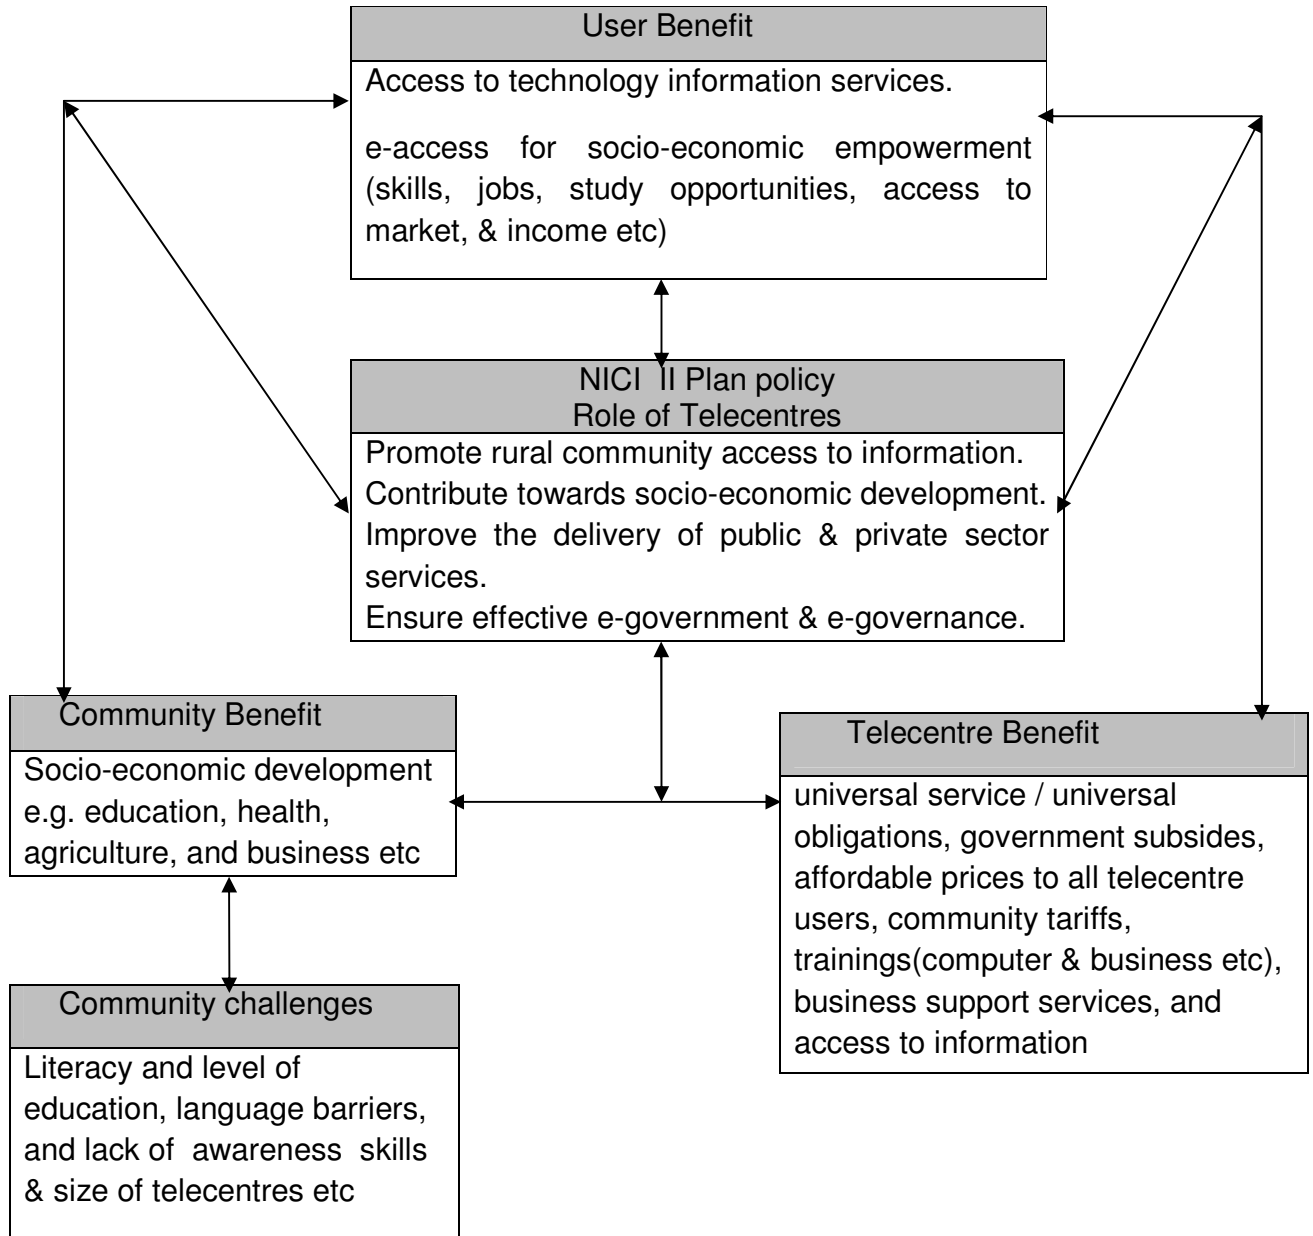 User Benefit
Access to technology information services.
e-access for socio-economic empowerment
(skills, jobs, study opportunities, access to
market, & income etc)
NICI II Plan policy
Role of Telecentres
Promote rural community access to information.
Contribute towards socio-economic development.
Improve the delivery of public & private sector
services.
Ensure effective e-government & e-governance.
Community Benefit
Socio-economic development
e.g. education, health,
agriculture, and business etc
Telecentre Benefit
universal service / universal
obligations, government subsides,
affordable prices to all telecentre
users, community tariffs,
trainings(computer & business etc),
business support services, and
access to information
Community challenges
Literacy and level of
education, language barriers,
and lack of awareness skills
& size of telecentres etc